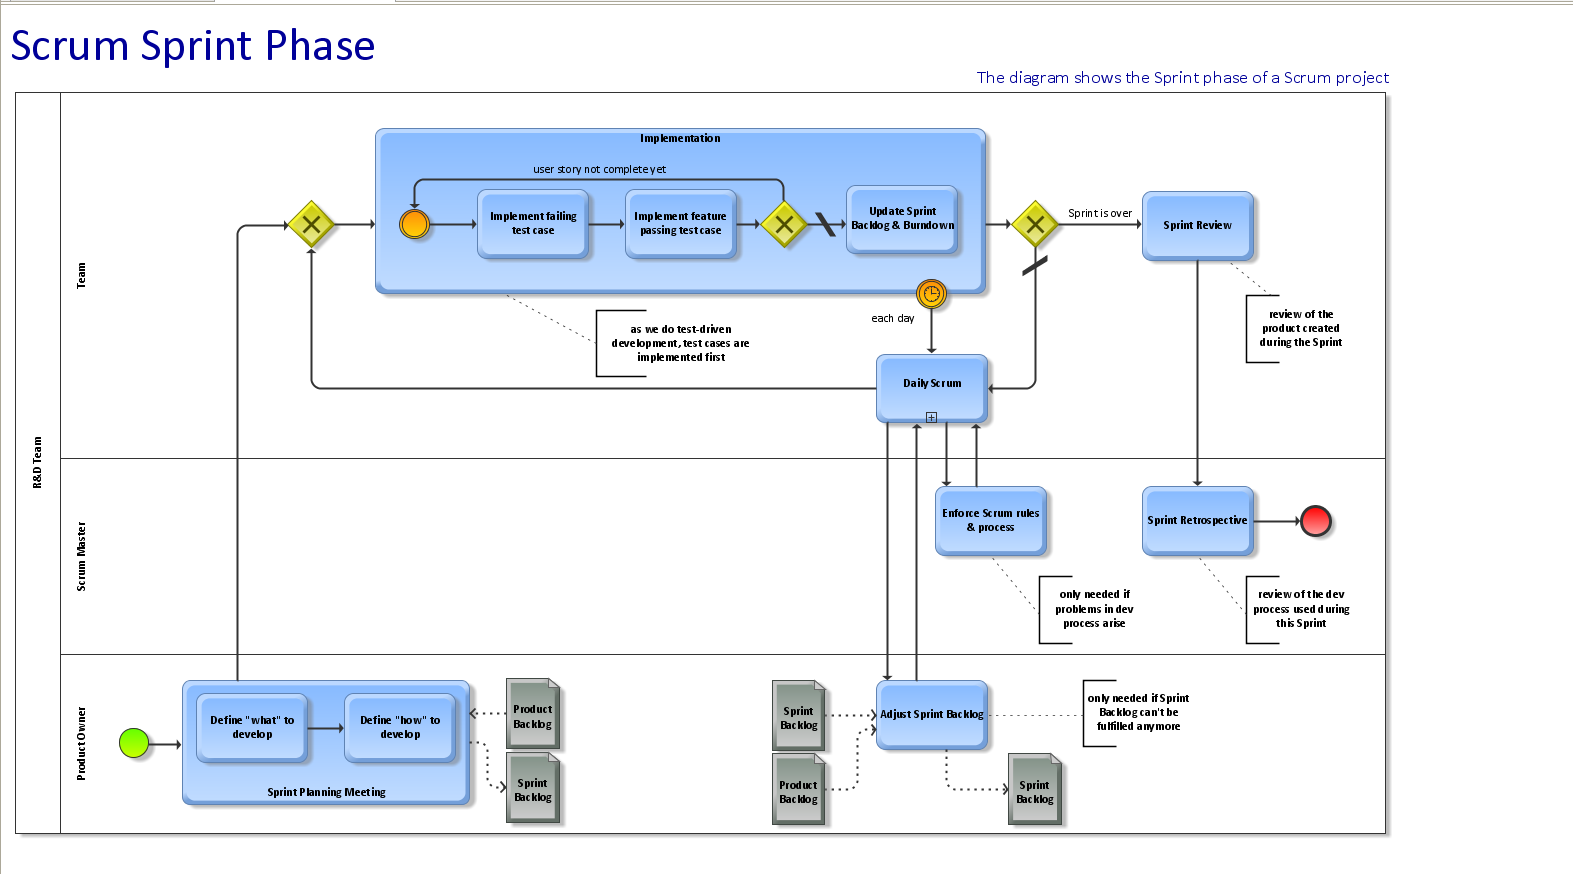 Scrum Sprint Phase
The diagram shows the Sprint phase of a Scrum project
R&D Team
Team
Implementation
user story not complete yet
Implement failing
test case
Implement feature
passing test case
Update Sprint
Backlog & Burndown
Sprint is over
Sprint Review
each day
as we do test-driven
development, test cases are
implemented first
review of the
product created
during the Sprint
Daily Scrum
Scrum Master
Enforce Scrum rules
& process
Sprint Retrospective
only needed if
problems in dev
process arise
review of the dev
process used during
this Sprint
Product Owner
Define "what" to
develop
Define "how" to
develop
Sprint Planning Meeting
Product
Backlog
Sprint
Backlog
Sprint
Backlog
Product
Backlog
Adjust Sprint Backlog
only needed if Sprint
Backlog can't be
fulfilled anymore
Sprint
Backlog